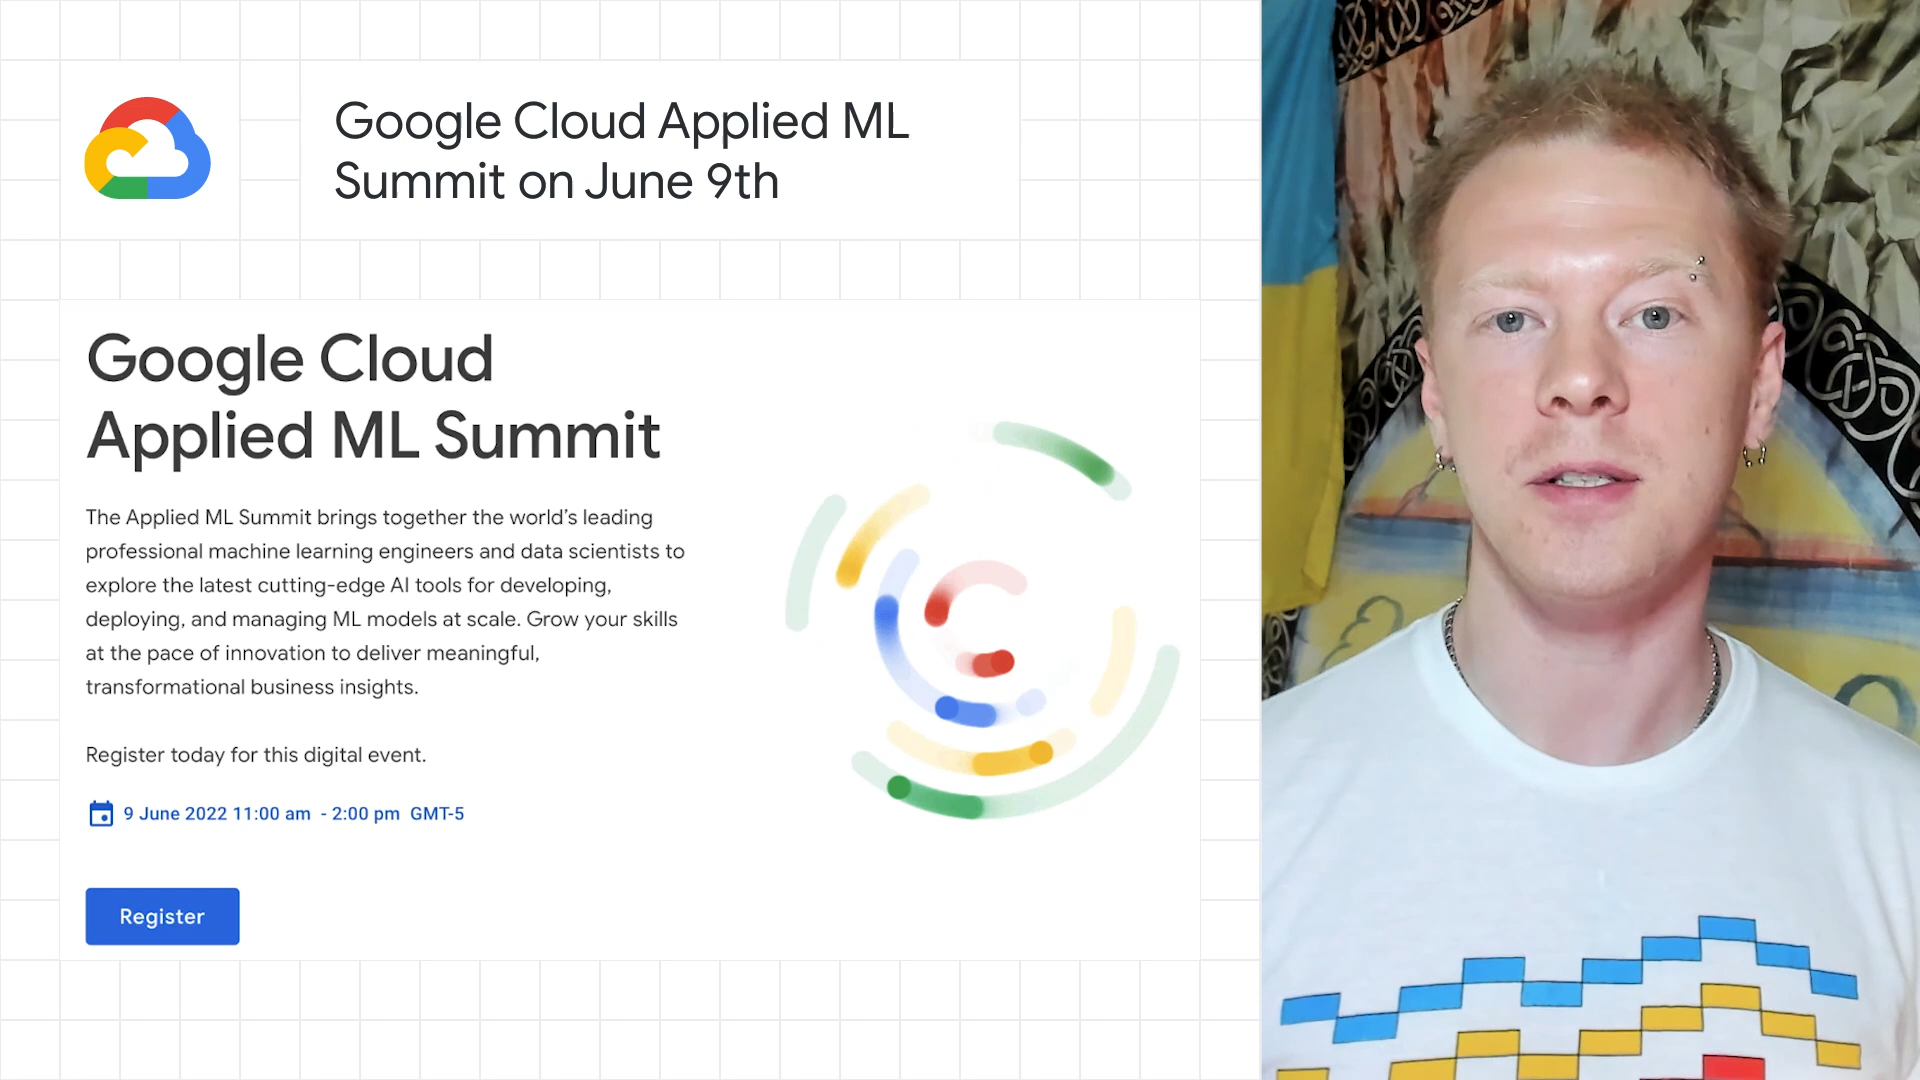 Google Cloud Applied ML
Summit on June 9th
Google Cloud
Applied ML Summit
The Applied ML Summit brings together the world’s leading
professional machine learning engineers and data scientists to
explore the latest cutting-edge AI tools for developing,
deploying, and managing ML models at scale. Grow your skills
at the pace of innovation to deliver meaningful,
transformational business insights.
Register today for this digital event.
9 June 2022 11:00 am - 2:00 pm GMT-5
Register